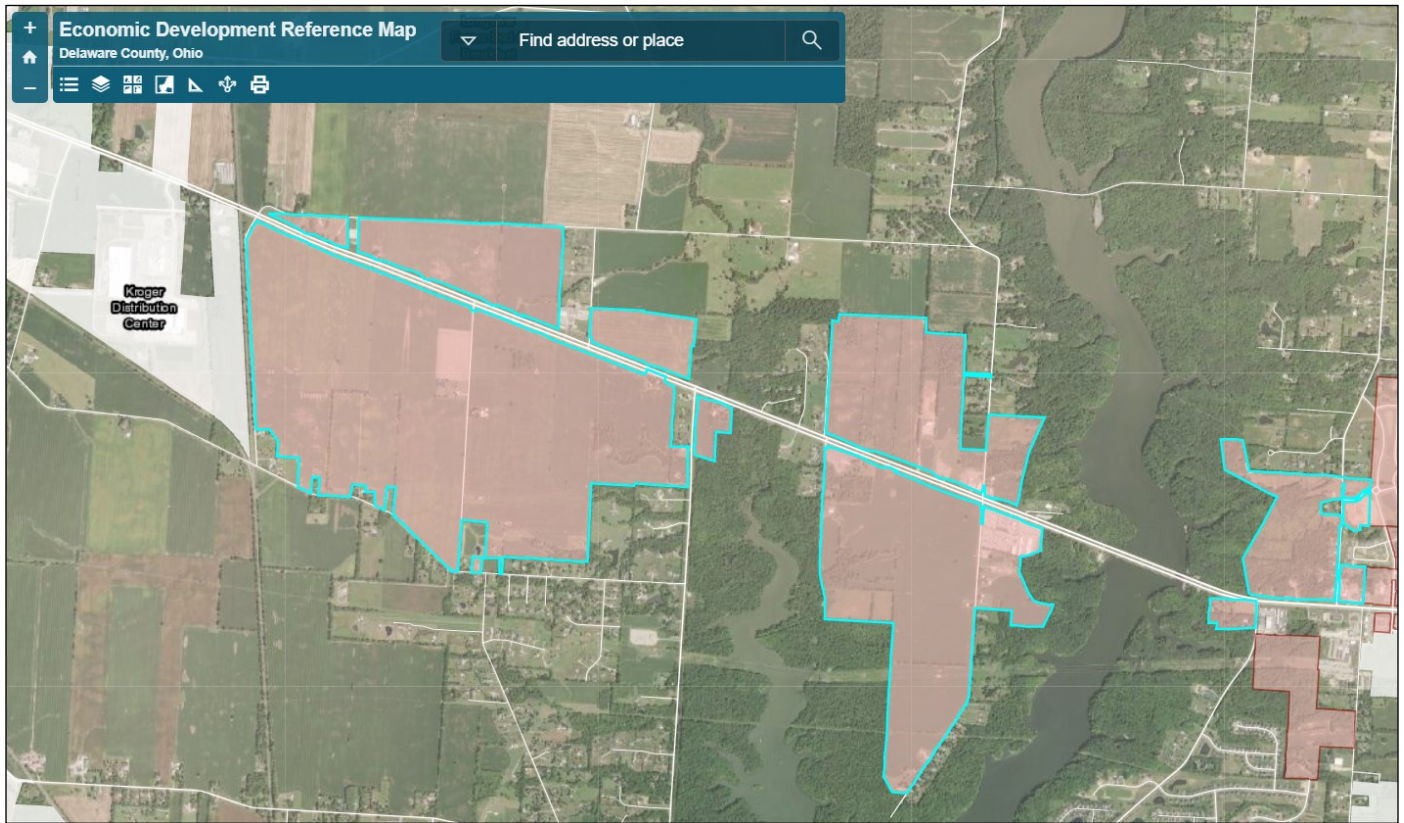 Economic Development Reference Map
Delaware County, Ohio
Find address or place
Kroger
Distribution
Center